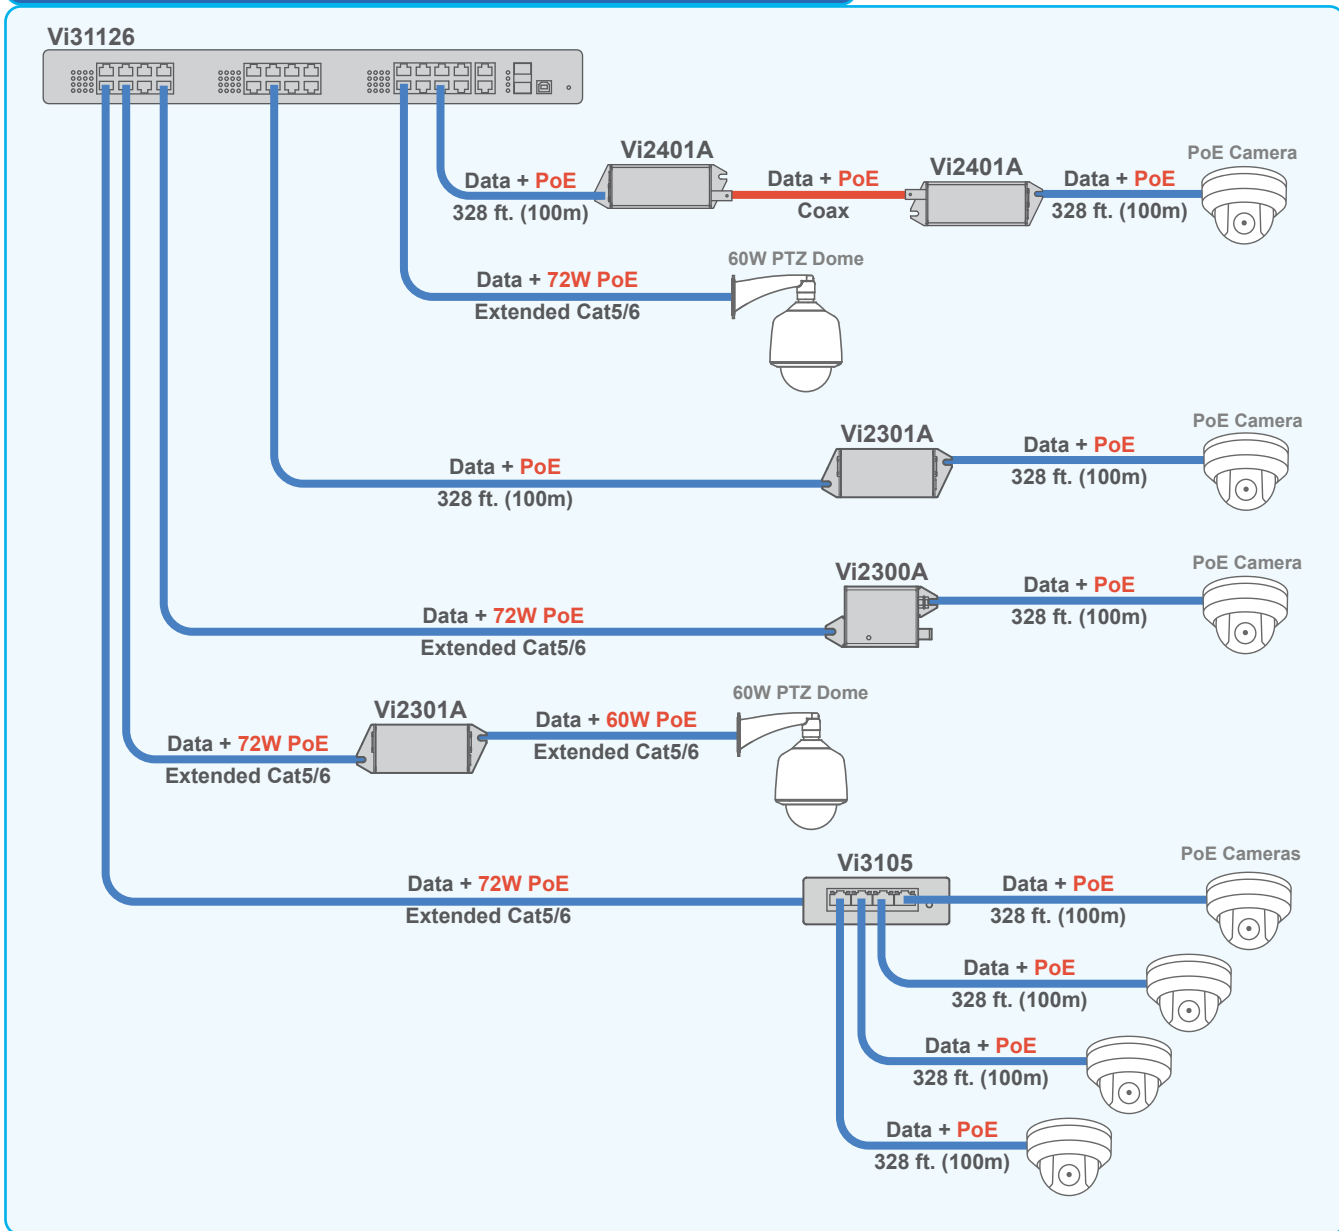 Vi31126
Vi2401A
Vi2401A
PoE Camera
Data + PoE
328 ft. (100m)
Data + PoE
Coax
Data + PoE
328 ft. (100m)
60W PTZ Dome
Data + 72W PoE
Extended Cat5/6
PoE Camera
Vi2301A
Data + PoE
328 ft. (100m)
Data + PoE
328 ft. (100m)
PoE Camera
Vi2300A
Data + PoE
328 ft. (100m)
Data + 72W PoE
Extended Cat5/6
60W PTZ Dome
Vi2301A
Data + 60W PoE
Extended Cat5/6
Data + 72W PoE
Extended Cat5/6
PoE Cameras
Vi3105
Data + 72W PoE
Extended Cat5/6
Data + PoE
328 ft. (100m)
Data + PoE
328 ft. (100m)
Data + PoE
328 ft. (100m)
Data + PoE
328 ft. (100m)